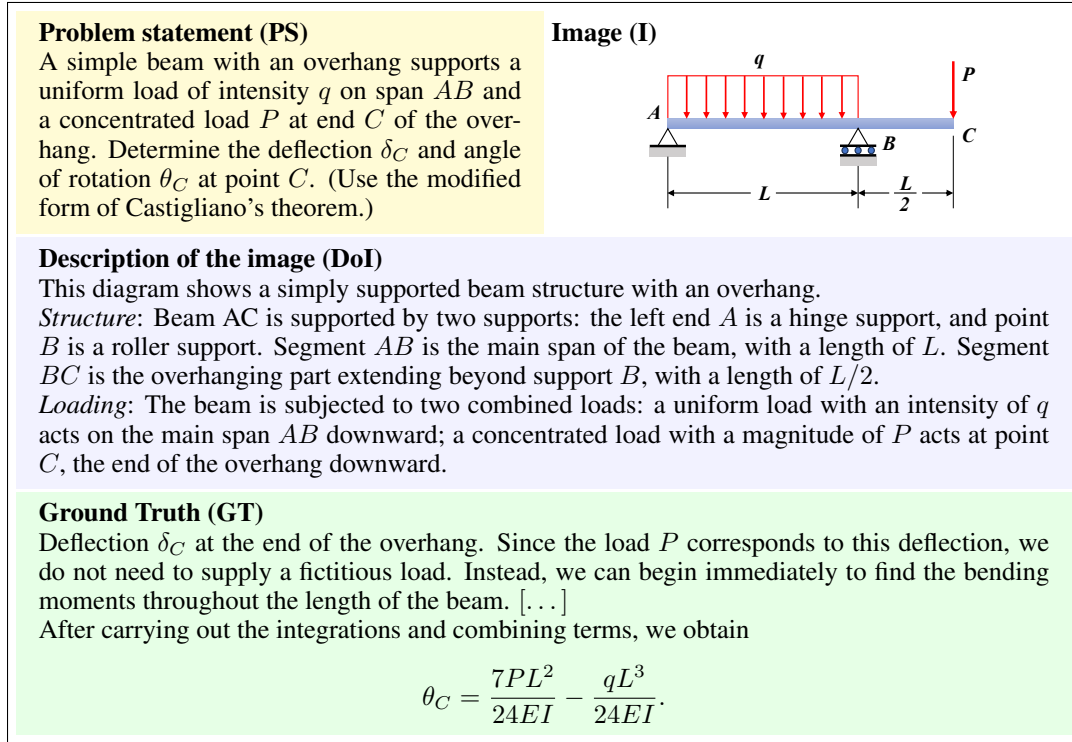 Problem statement (PS)
A simple beam with an overhang supports a
uniform load of intensity q on span AB and
a concentrated load P at end C of the over-
hang. Determine the deflection δ_C and angle
of rotation θ_C at point C. (Use the modified
form of Castigliano's theorem.)
Image (I)
q
P
A
B
C
L
L/2
Description of the image (DoI)
This diagram shows a simply supported beam structure with an overhang.
Structure: Beam AC is supported by two supports: the left end A is a hinge support, and point
B is a roller support. Segment AB is the main span of the beam, with a length of L. Segment
BC is the overhanging part extending beyond support B, with a length of L/2.
Loading: The beam is subjected to two combined loads: a uniform load with an intensity of q
acts on the main span AB downward; a concentrated load with a magnitude of P acts at point
C, the end of the overhang downward.
Ground Truth (GT)
Deflection δ_C at the end of the overhang. Since the load P corresponds to this deflection, we
do not need to supply a fictitious load. Instead, we can begin immediately to find the bending
moments throughout the length of the beam. [...]
After carrying out the integrations and combining terms, we obtain
θ_C = 7PL²/24EI − qL³/24EI.